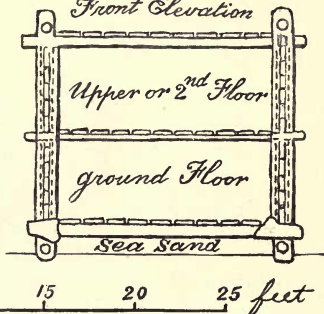 Front Elevation
Upper or 2nd Floor
ground Floor
Sea Sand
15 20 25 feet